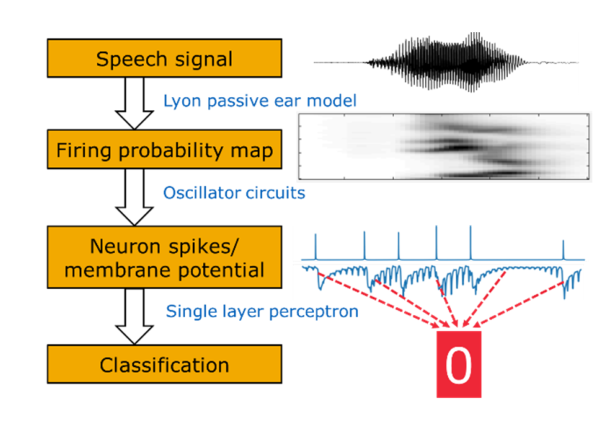 Speech signal
Lyon passive ear model
Firing probability map
Oscillator circuits
Neuron spikes/
membrane potential
Single layer perceptron
Classification
0